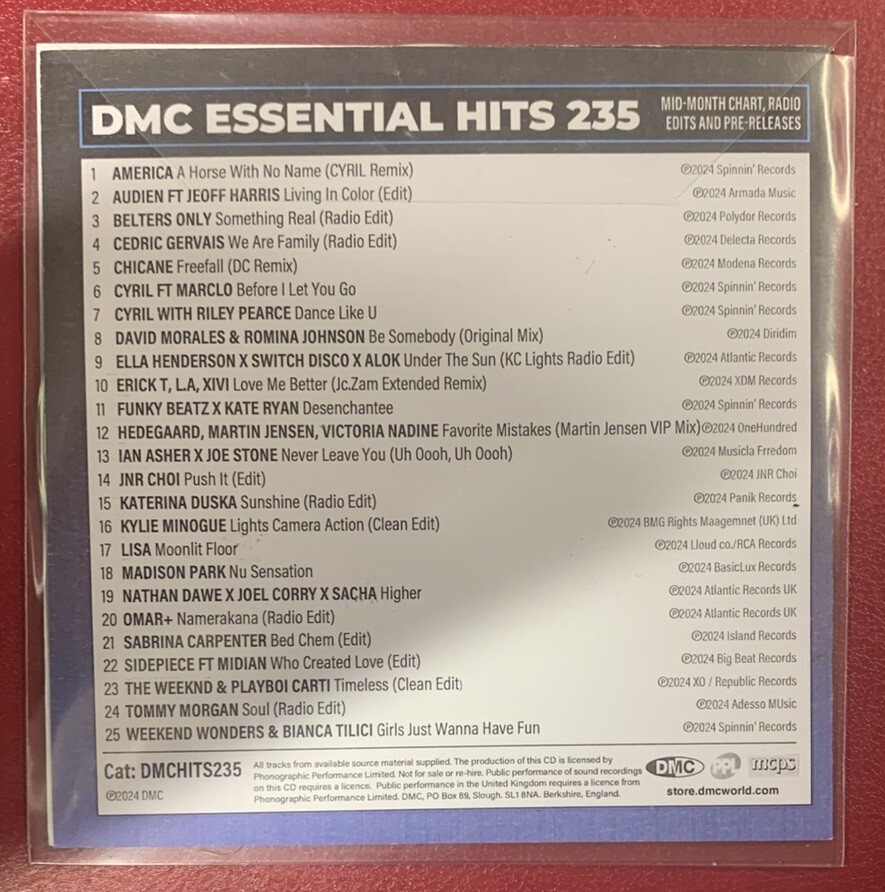 DMC ESSENTIAL HITS 235
MID-MONTH CHART, RADIO
EDITS AND PRE-RELEASES
1 AMERICA A Horse With No Name (CYRIL Remix) ℗2024 Spinnin' Records
2 AUDIEN FT JEOFF HARRIS Living In Color (Edit) ℗2024 Armada Music
3 BELTERS ONLY Something Real (Radio Edit) ℗2024 Polydor Records
4 CEDRIC GERVAIS We Are Family (Radio Edit) ℗2024 Delecta Records
5 CHICANE Freefall (DC Remix) ℗2024 Modena Records
6 CYRIL FT MARCLO Before I Let You Go ℗2024 Spinnin' Records
7 CYRIL WITH RILEY PEARCE Dance Like U ℗2024 Spinnin' Records
8 DAVID MORALES & ROMINA JOHNSON Be Somebody (Original Mix) ℗2024 Diridim
9 ELLA HENDERSON X SWITCH DISCO X ALOK Under The Sun (KC Lights Radio Edit) ℗2024 Atlantic Records
10 ERICK T, L.A, XIVI Love Me Better (Jc.Zam Extended Remix) ℗2024 XDM Records
11 FUNKY BEATZ X KATE RYAN Desenchantee ℗2024 Spinnin' Records
12 HEDEGAARD, MARTIN JENSEN, VICTORIA NADINE Favorite Mistakes (Martin Jensen VIP Mix) ℗2024 OneHundred
13 IAN ASHER X JOE STONE Never Leave You (Uh Oooh, Uh Oooh) ℗2024 Musicla Frredom
14 JNR CHOI Push It (Edit) ℗2024 JNR Choi
15 KATERINA DUSKA Sunshine (Radio Edit) ℗2024 Panik Records
16 KYLIE MINOGUE Lights Camera Action (Clean Edit) ℗2024 BMG Rights Maagemnet (UK) Ltd
17 LISA Moonlit Floor ℗2024 Lloud co./RCA Records
18 MADISON PARK Nu Sensation ℗2024 BasicLux Records
19 NATHAN DAWE X JOEL CORRY X SACHA Higher ℗2024 Atlantic Records UK
20 OMAR+ Namerakana (Radio Edit) ℗2024 Atlantic Records UK
21 SABRINA CARPENTER Bed Chem (Edit) ℗2024 Island Records
22 SIDEPIECE FT MIDIAN Who Created Love (Edit) ℗2024 Big Beat Records
23 THE WEEKND & PLAYBOI CARTI Timeless (Clean Edit) ℗2024 XO / Republic Records
24 TOMMY MORGAN Soul (Radio Edit) ℗2024 Adesso MUsic
25 WEEKEND WONDERS & BIANCA TILICI Girls Just Wanna Have Fun ℗2024 Spinnin' Records
Cat: DMCHITS235
℗2024 DMC
All tracks from available source material supplied. The production of this CD is licensed by
Phonographic Performance Limited. Not for sale or re-hire. Public performance of sound recordings
on this CD requires a licence. Public performance in the United Kingdom requires a licence from
Phonographic Performance Limited. DMC, PO Box 89, Slough. SL1 8NA. Berkshire, England.
DMC PPL mcps
store.dmcworld.com